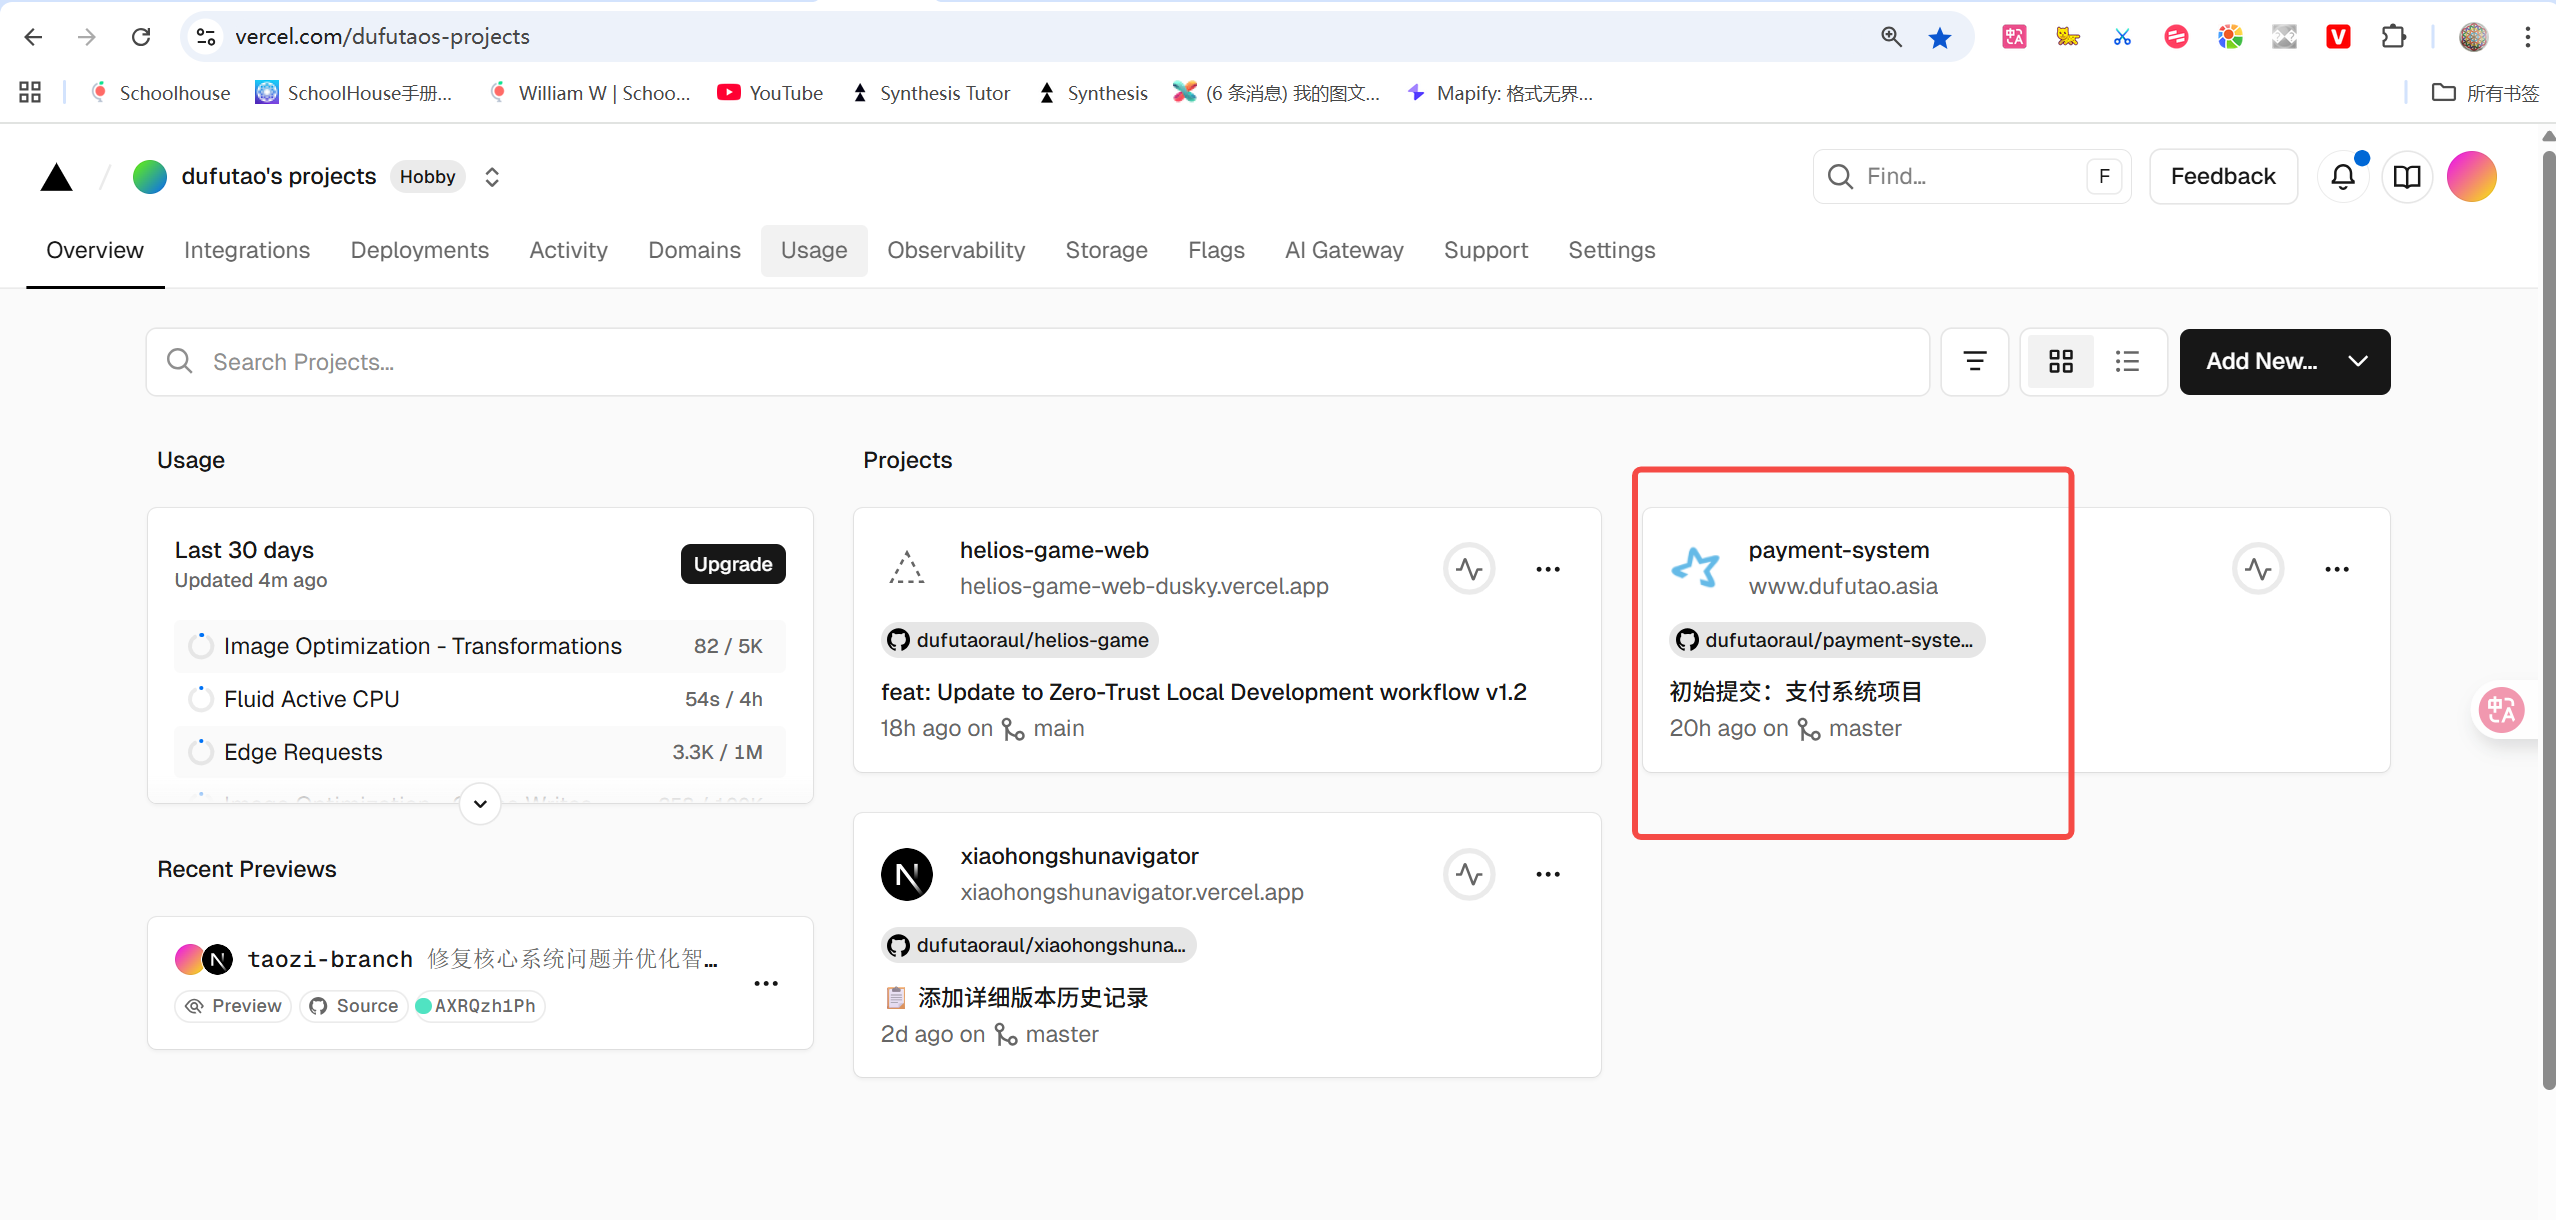 vercel.com/dufutaos-projects
Schoolhouse
SchoolHouse手册...
William W | Schoo...
YouTube
Synthesis Tutor
Synthesis
(6 条消息) 我的图文...
Mapify: 格式无界...
所有书签
dufutao's projects Hobby
Find... F
Feedback
Overview Integrations Deployments Activity Domains Usage Observability Storage Flags AI Gateway Support Settings
Search Projects...
Add New...
Usage
Last 30 days
Updated 4m ago
Upgrade
Image Optimization - Transformations 82 / 5K
Fluid Active CPU 54s / 4h
Edge Requests 3.3K / 1M
Recent Previews
taozi-branch 修复核心系统问题并优化智...
Preview Source AXRQzh1Ph
Projects
helios-game-web
helios-game-web-dusky.vercel.app
dufutaoraul/helios-game
feat: Update to Zero-Trust Local Development workflow v1.2
18h ago on main
payment-system
www.dufutao.asia
dufutaoraul/payment-syste...
初始提交：支付系统项目
20h ago on master
xiaohongshunavigator
xiaohongshunavigator.vercel.app
dufutaoraul/xiaohongshuna...
添加详细版本历史记录
2d ago on master